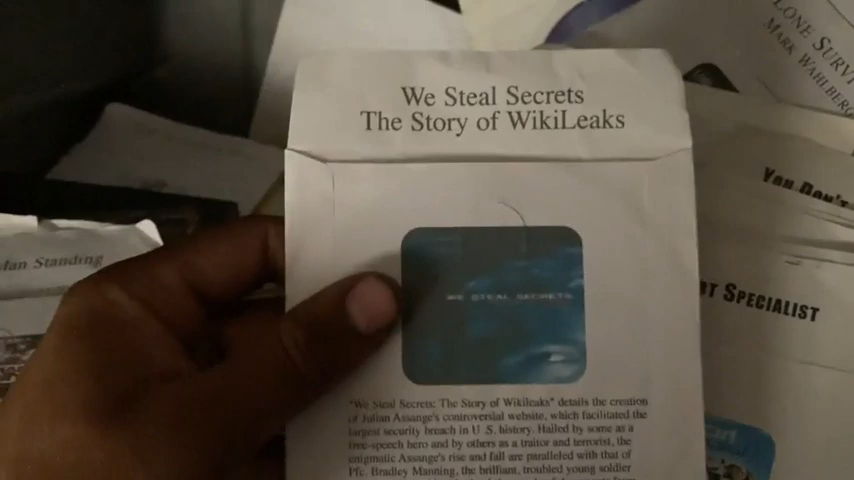 We Steal Secrets
The Story of WikiLeaks
WE STEAL SECRETS
"We Steal Secrets: The Story of Wikileaks" details the creation
of Julian Assange's controversial website, which facilitated the
largest security breach in U.S. history. Hailed by some as a
free-speech hero and by others as a traitor and terrorist, the
enigmatic Assange's rise and fall are paralleled with that of
Pfc. Bradley Manning, the brilliant, troubled young soldier
LONE SURVI
MARK WAHLBERG
YOU DON'T
NT SPECIALIST
Man Standing